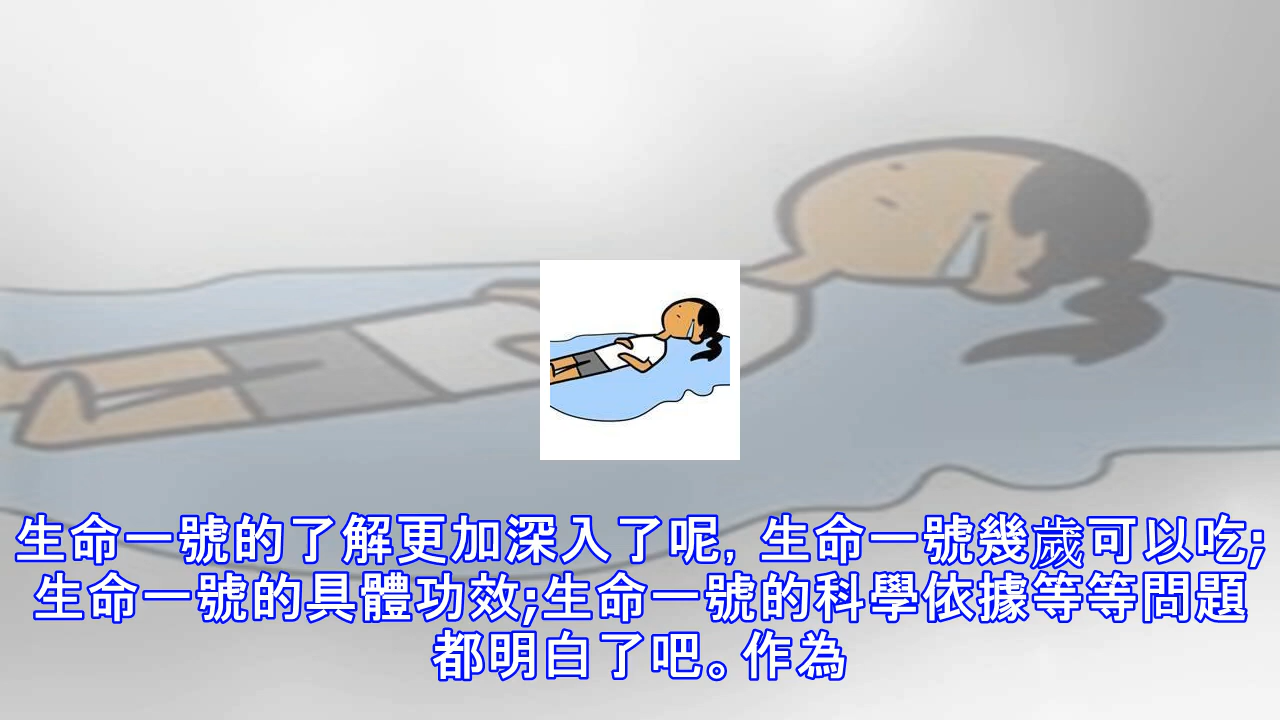 生命一號的了解更加深入了呢，生命一號幾歲可以吃;
生命一號的具體功效;生命一號的科學依據等等問題
都明白了吧。作為